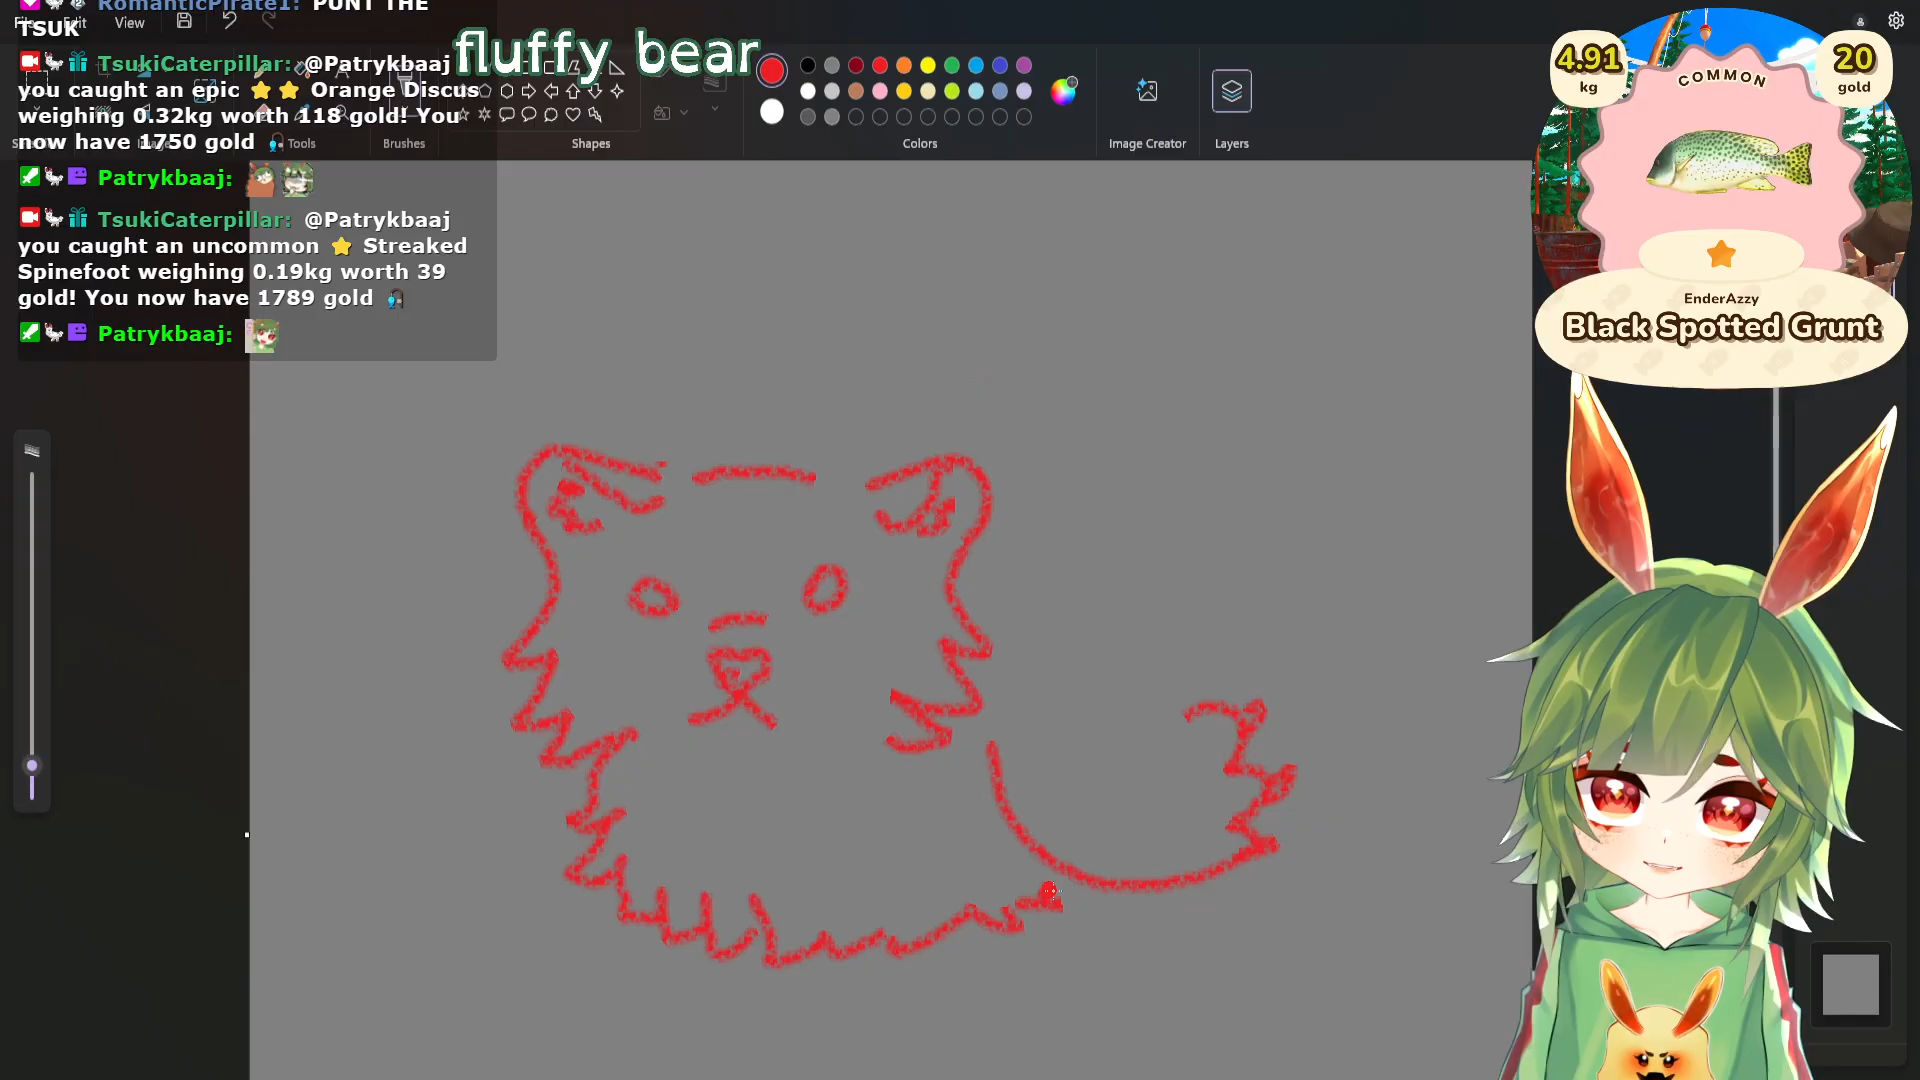 RomanticPirate1: PUNT THE
TSUK
File Edit View
TsukiCaterpillar: @Patrykbaaj
you caught an epic ⭐ ⭐ Orange Discus
weighing 0.32kg worth 118 gold! You
now have 1750 gold
Patrykbaaj:
TsukiCaterpillar: @Patrykbaaj
you caught an uncommon ⭐ Streaked
Spinefoot weighing 0.19kg worth 39
gold! You now have 1789 gold
Patrykbaaj:
fluffy bear
Tools
Brushes
Shapes
Colors
Image Creator
Layers
4.91
kg
COMMON
20
gold
EnderAzzy
Black Spotted Grunt